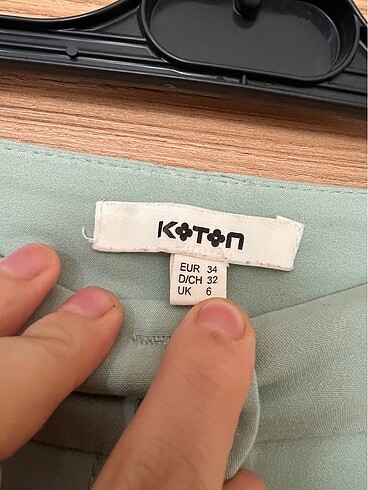 KOTON
EUR 34
D/CH 32
UK 6